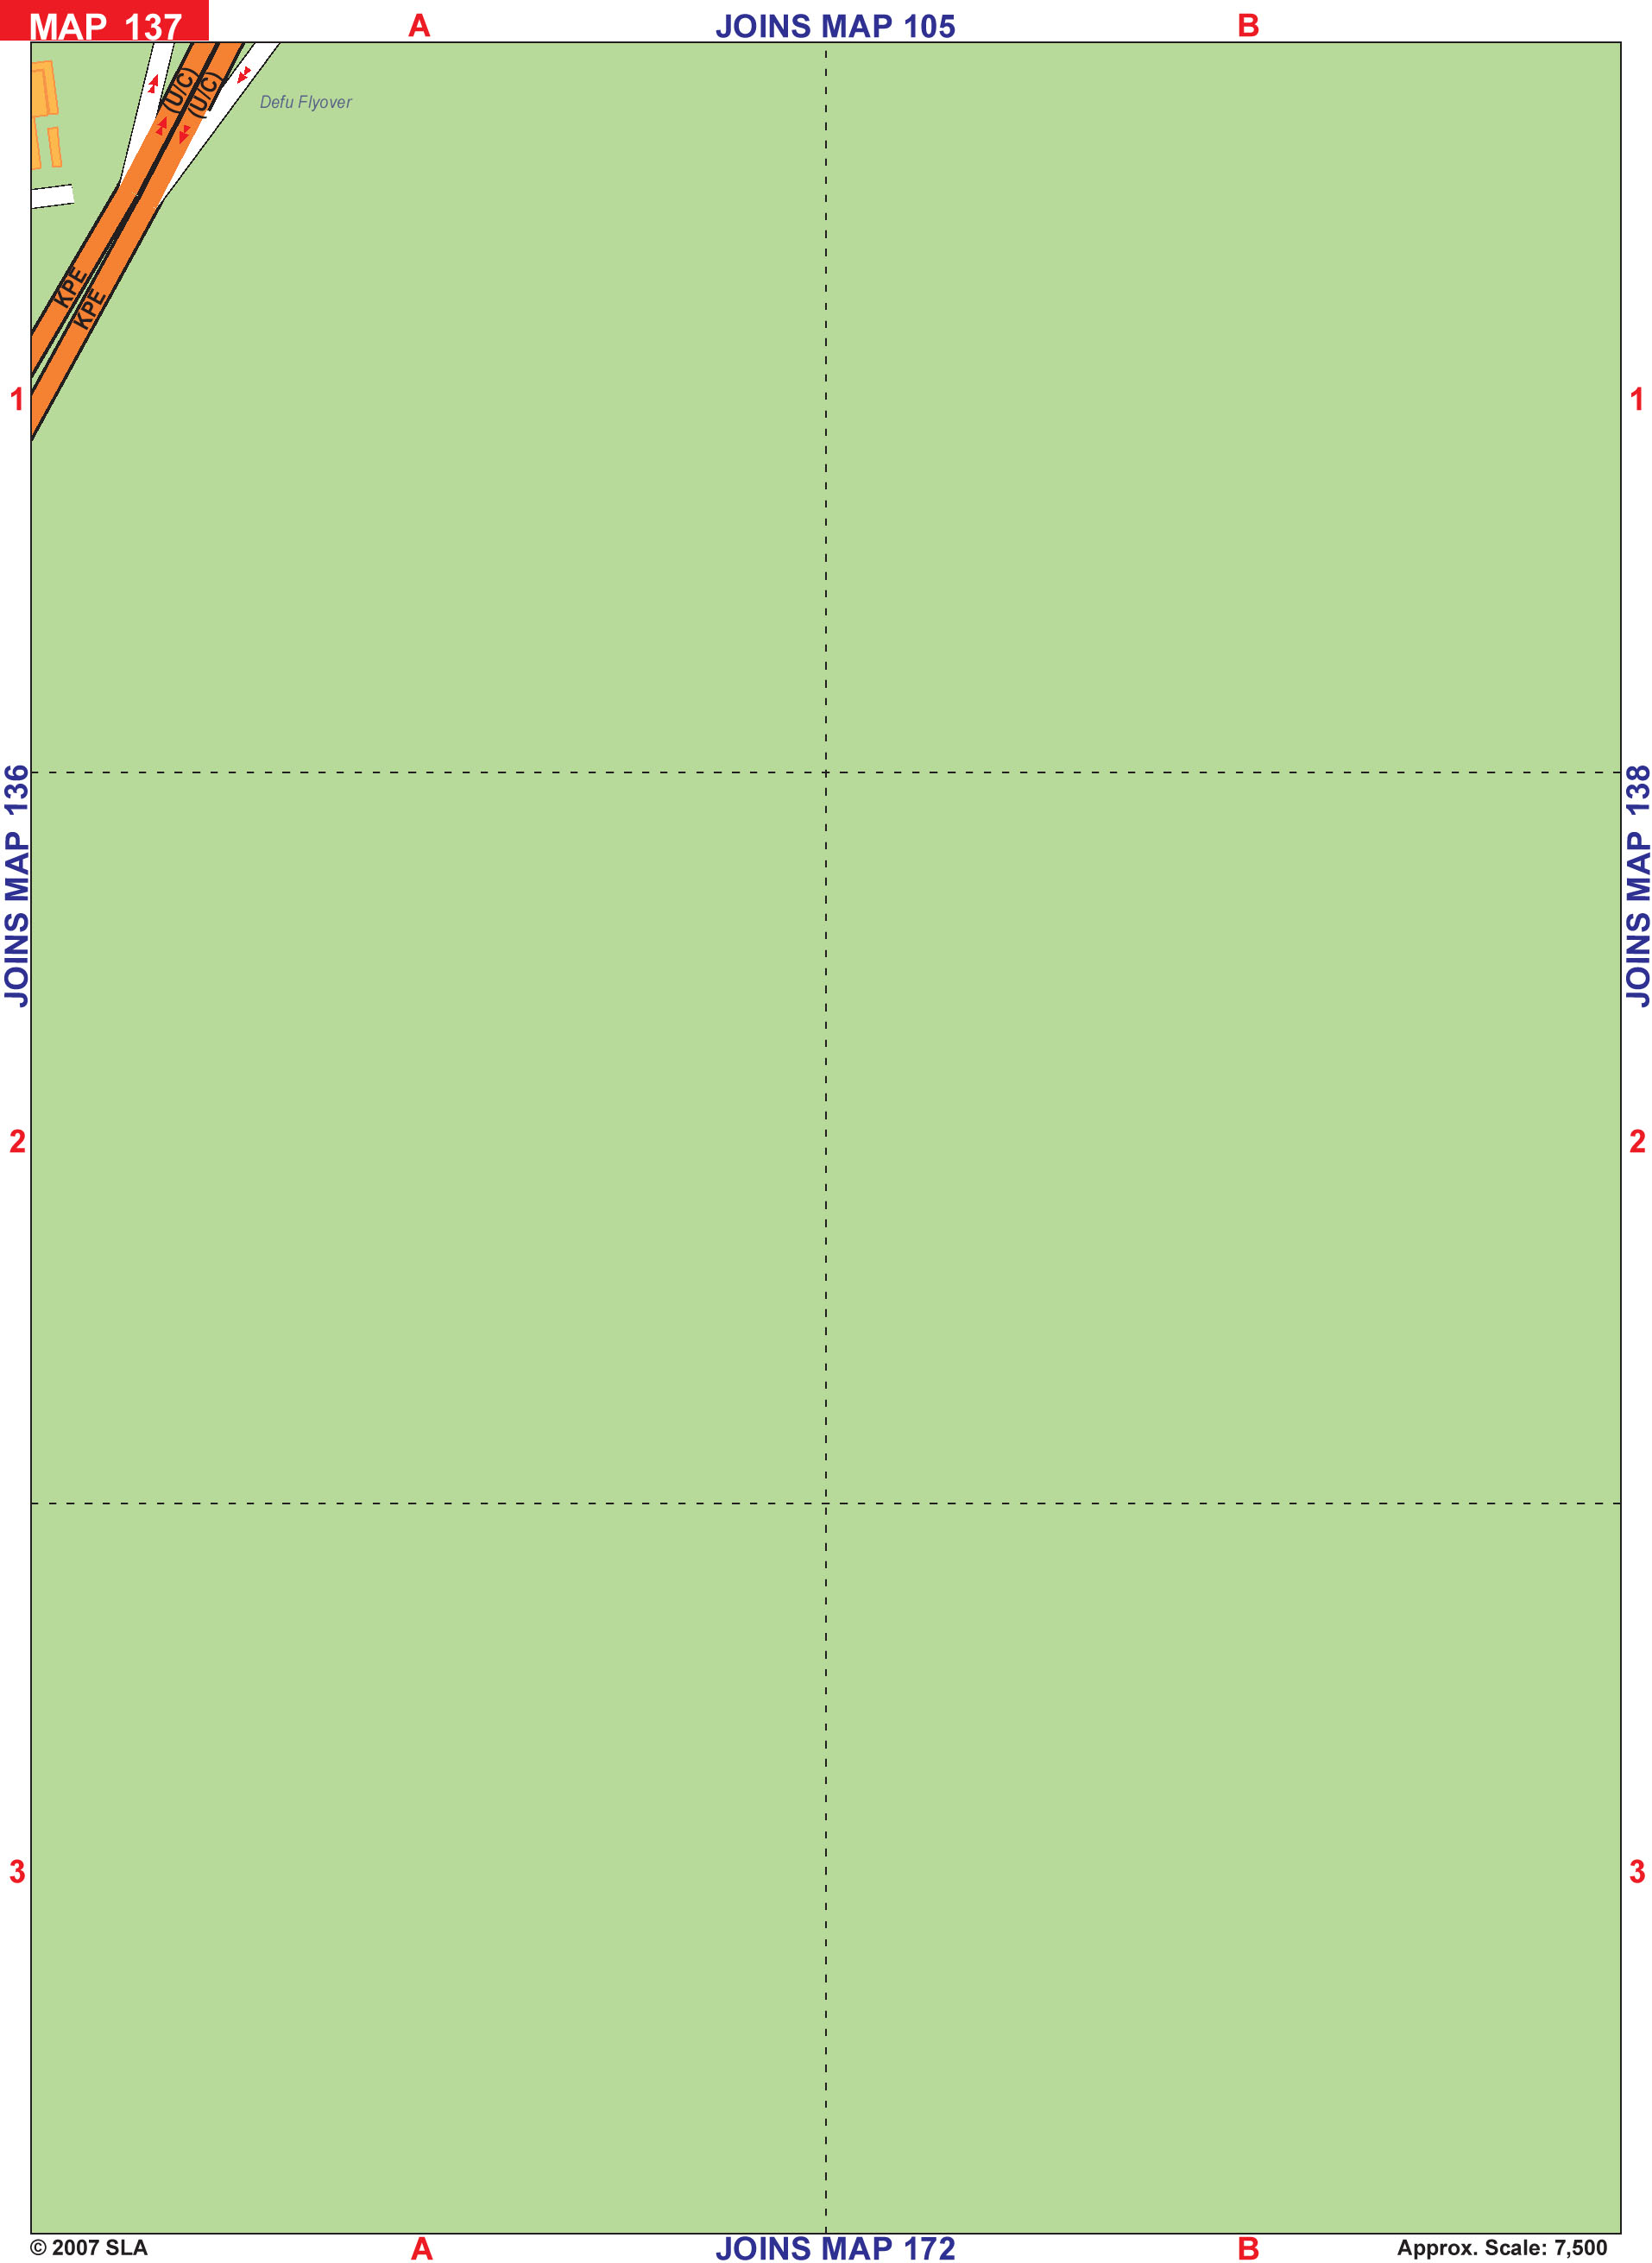 MAP 137
A
JOINS MAP 105
B
(U/C)
(U/C)
Defu Flyover
KPE
KPE
1
1
JOINS MAP 136
JOINS MAP 138
2
2
3
3
© 2007 SLA
A
JOINS MAP 172
B
Approx. Scale: 7,500